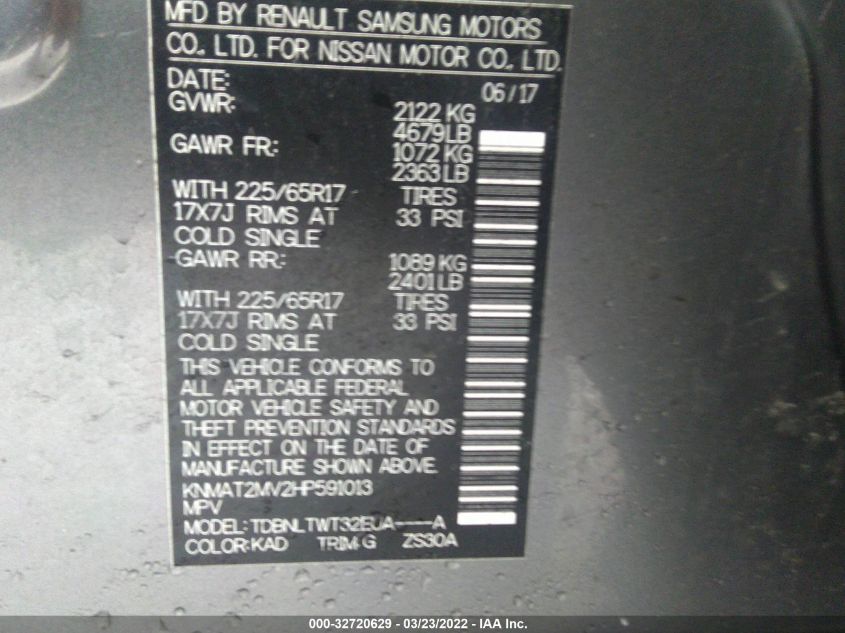 MFD BY RENAULT SAMSUNG MOTORS
CO., LTD. FOR NISSAN MOTOR CO., LTD.
DATE: 06/17
GVWR: 2122 KG
4679LB
GAWR FR: 1072 KG
2363LB
WITH 225/65R17 TIRES
17X7J RIMS AT 33 PSI
COLD SINGLE
GAWR RR: 1089 KG
2401LB
WITH 225/65R17 TIRES
17X7J RIMS AT 33 PSI
COLD SINGLE
THIS VEHICLE CONFORMS TO
ALL APPLICABLE FEDERAL
MOTOR VEHICLE SAFETY AND
THEFT PREVENTION STANDARDS
IN EFFECT ON THE DATE OF
MANUFACTURE SHOWN ABOVE.
KNMAT2MV2HP591013
MPV
MODEL: TDBNLTWT32EUA----A
COLOR:KAD TRIM:G ZS30A
000-32720629 - 03/23/2022 - IAA Inc.